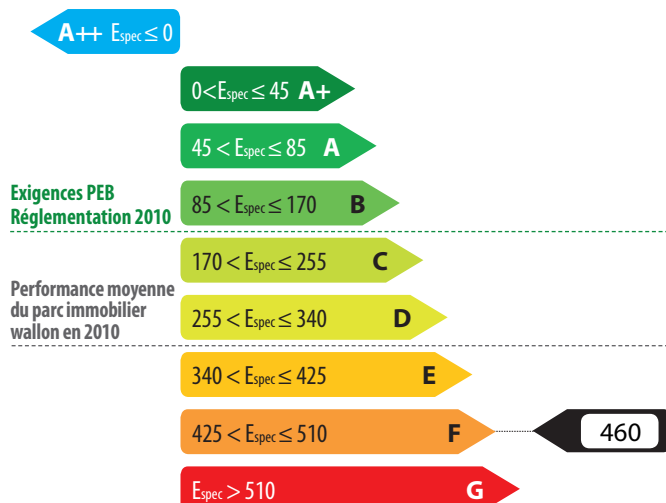 A++ Espec ≤ 0
0<Espec ≤ 45 A+
45 < Espec ≤ 85 A
Exigences PEB
Réglementation 2010
85 < Espec ≤ 170 B
170 < Espec ≤ 255 C
Performance moyenne
du parc immobilier
wallon en 2010
255 < Espec ≤ 340 D
340 < Espec ≤ 425 E
425 < Espec ≤ 510 F
460
Espec > 510 G